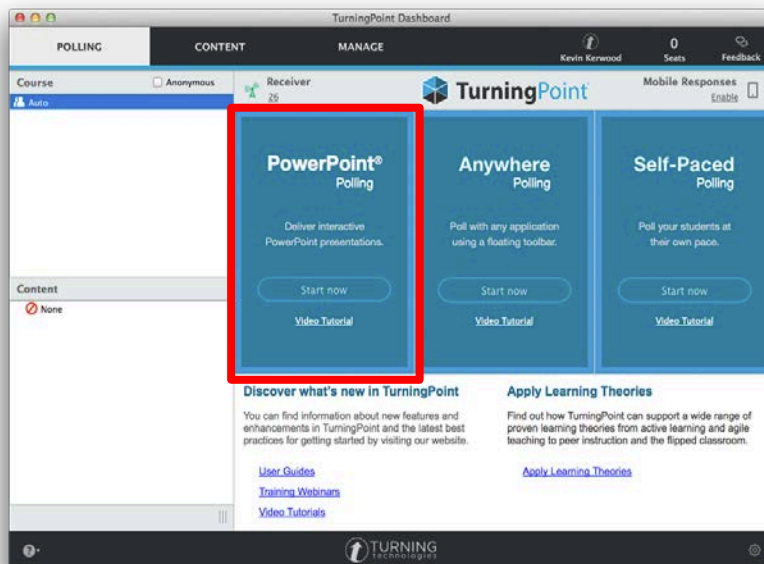 TurningPoint Dashboard
POLLING
CONTENT
MANAGE
Kevin Kerwood
0
Seats
Feedback
Course
Anonymous
Auto
Receiver
26
TurningPoint
Mobile Responses
Enable
PowerPoint®
Polling
Deliver interactive
PowerPoint presentations.
Start now
Video Tutorial
Anywhere
Polling
Poll with any application
using a floating toolbar.
Start now
Video Tutorial
Self-Paced
Polling
Poll your students at
their own pace.
Start now
Video Tutorial
Content
None
Discover what's new in TurningPoint
You can find information about new features and
enhancements in TurningPoint and the latest best
practices for getting started by visiting our website.
User Guides
Training Webinars
Video Tutorials
Apply Learning Theories
Find out how TurningPoint can support a wide range of
proven learning theories from active learning and agile
teaching to peer instruction and the flipped classroom.
Apply Learning Theories
?
TURNING
technologies